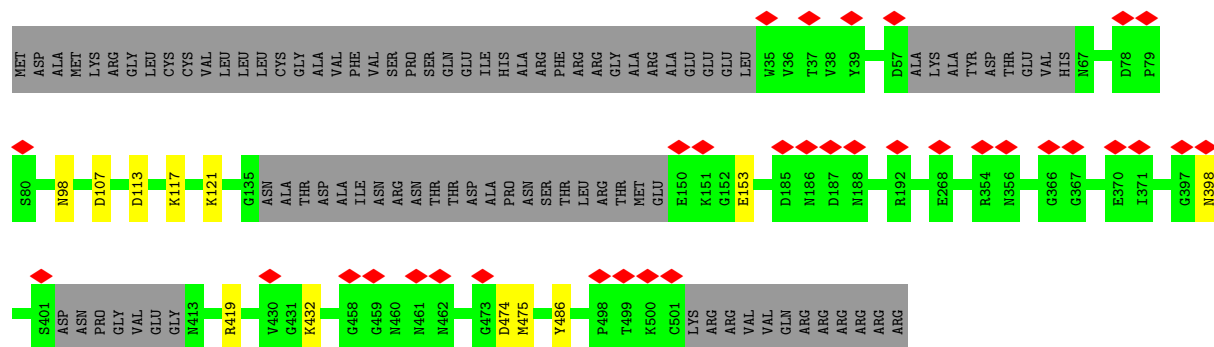 MET ASP ALA MET LYS ARG GLY LEU CYS CYS VAL LEU LEU LEU CYS GLY ALA VAL PHE VAL SER PRO SER GLN GLU ILE HIS ALA ARG PHE ARG ARG GLY ALA ARG ALA GLU GLU GLU LEU W35 V36 T37 V38 Y39 D57 ALA LYS ALA TYR ASP THR GLU VAL HIS N67 D78 P79
S80 N98 D107 D113 K117 K121 G135 ASN ALA THR ASP ALA ILE ASN ARG ASN THR THR ASP ALA PRO ASN SER THR LEU ARG THR MET GLU E150 K151 G152 E153 D185 N186 D187 N188 R192 E268 R354 N356 G366 G367 E370 I371 G397 N398
S401 ASP ASN PRO GLY VAL GLU GLY N413 R419 V430 G431 K432 G458 G459 N460 N461 N462 G473 D474 M475 Y486 P498 T499 K500 C501 LYS ARG ARG VAL VAL GLN ARG ARG ARG ARG ARG ARG